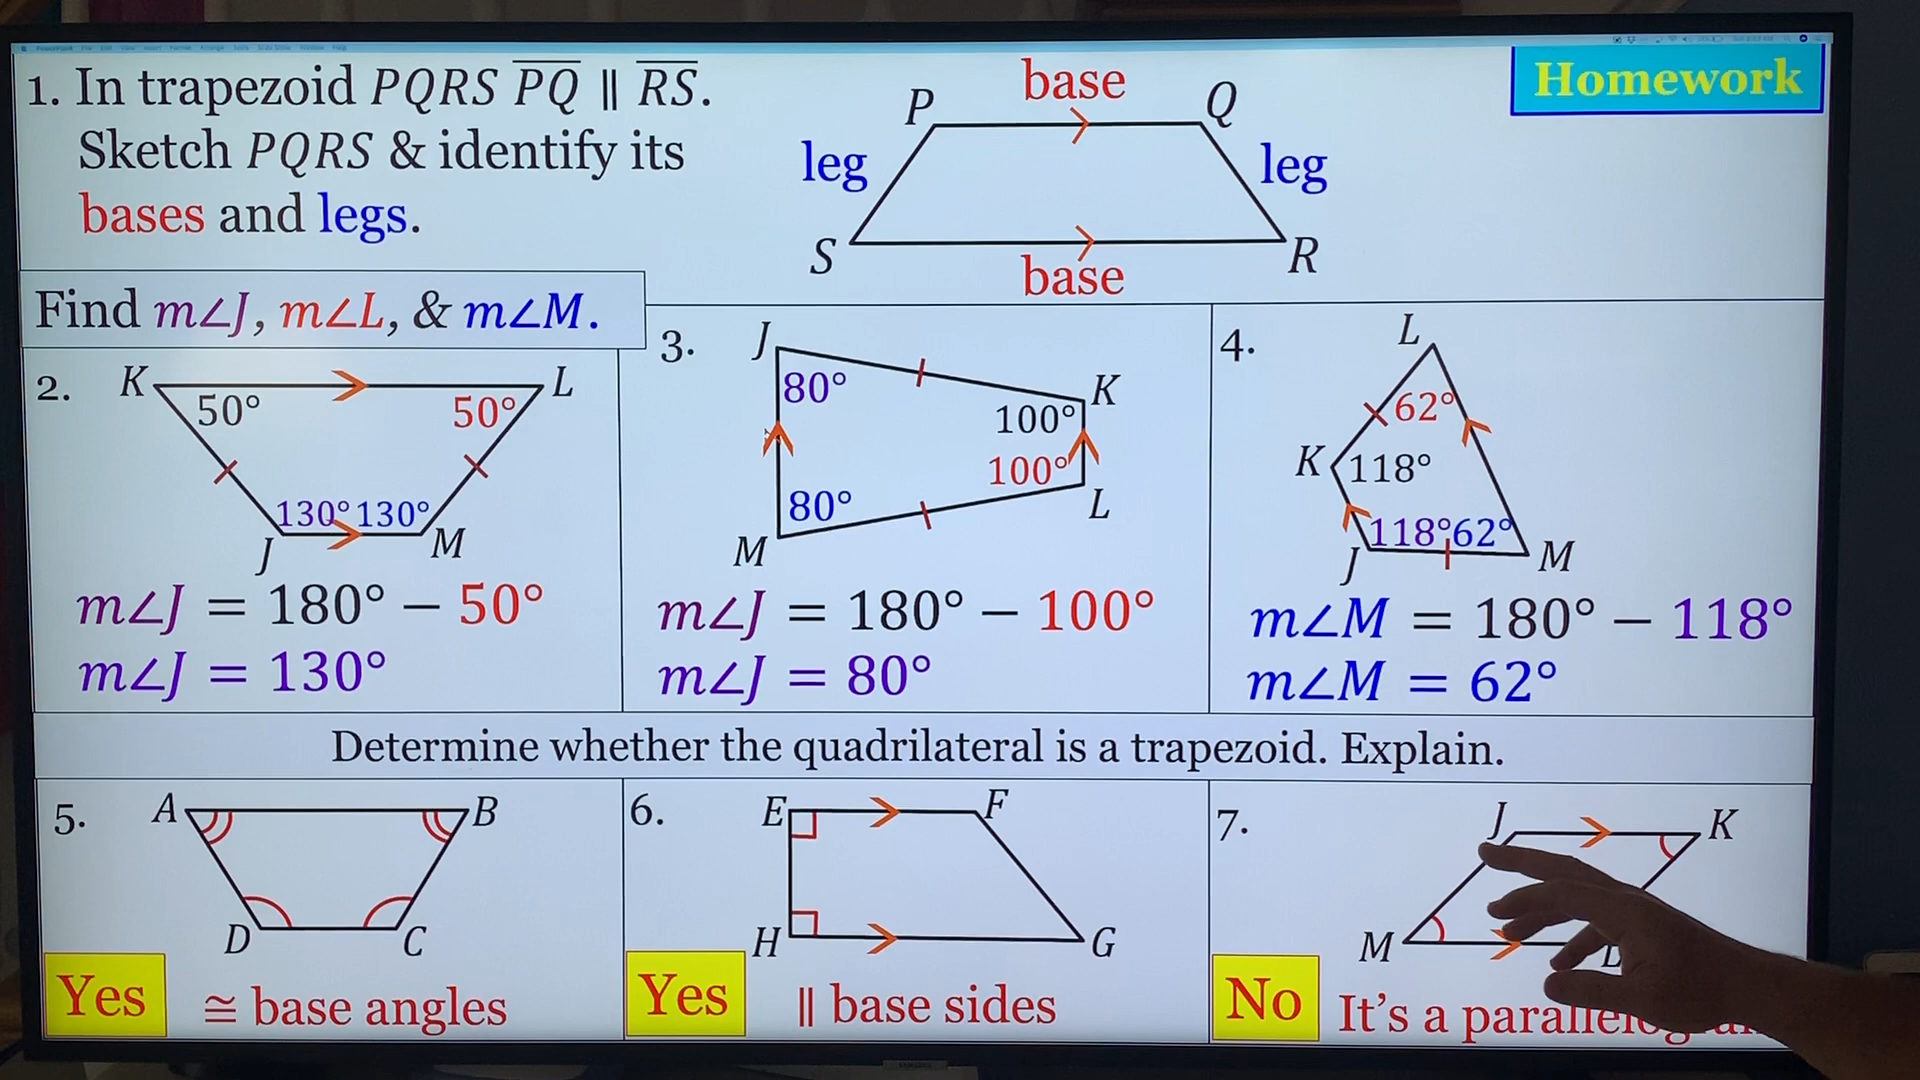 Homework
1. In trapezoid PQRS PQ ∥ RS.
Sketch PQRS & identify its
bases and legs.
base
P Q
leg leg
S R
base
Find m∠J, m∠L, & m∠M.
2. K L
50° 50°
130° 130°
J M
m∠J = 180° − 50°
m∠J = 130°
3. J
80° K
100°
100°
80° L
M
m∠J = 180° − 100°
m∠J = 80°
4. L
62°
K 118°
118° 62°
J M
m∠M = 180° − 118°
m∠M = 62°
Determine whether the quadrilateral is a trapezoid. Explain.
5. A B
D C
Yes ≅ base angles
6. E F
H G
Yes ∥ base sides
7. J K
M L
No It's a parallelogram